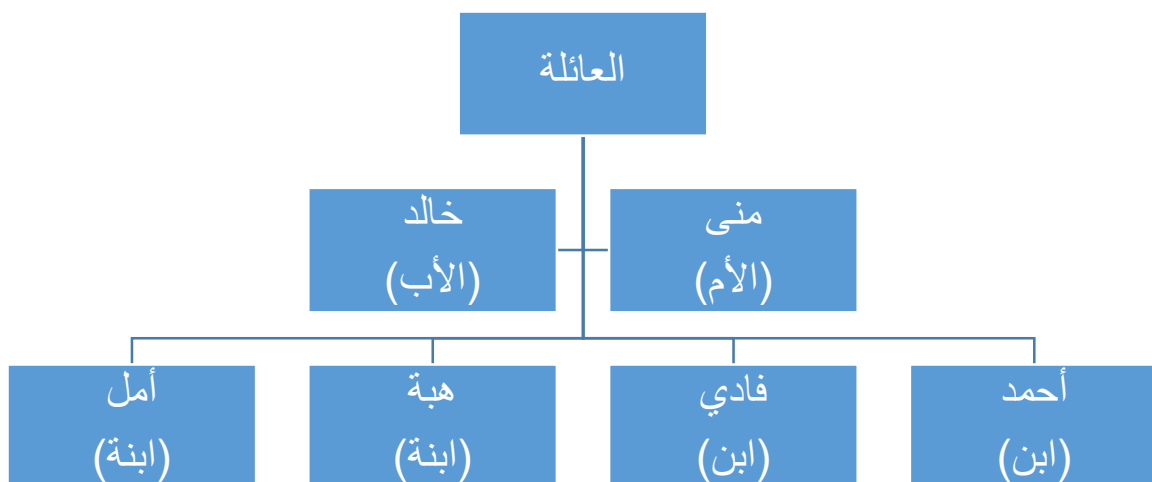 العائلة
منى
(الأم)
خالد
(الأب)
أحمد
(ابن)
فادي
(ابن)
هبة
(ابنة)
أمل
(ابنة)